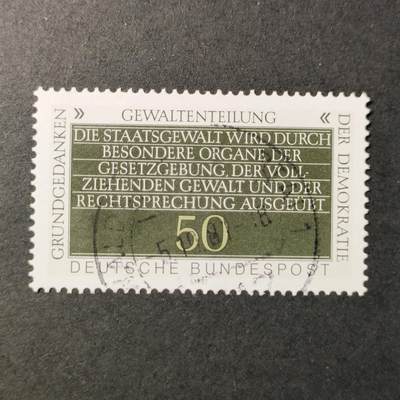 GRUNDGEDANKEN
» GEWALTENTEILUNG «
DIE STAATSGEWALT WIRD DURCH
BESONDERE ORGANE DER
GESETZGEBUNG, DER VOLL-
ZIEHENDEN GEWALT UND DER
RECHTSPRECHUNG AUSGEUEBT
50
DEUTSCHE BUNDESPOST
DER DEMOKRATIE